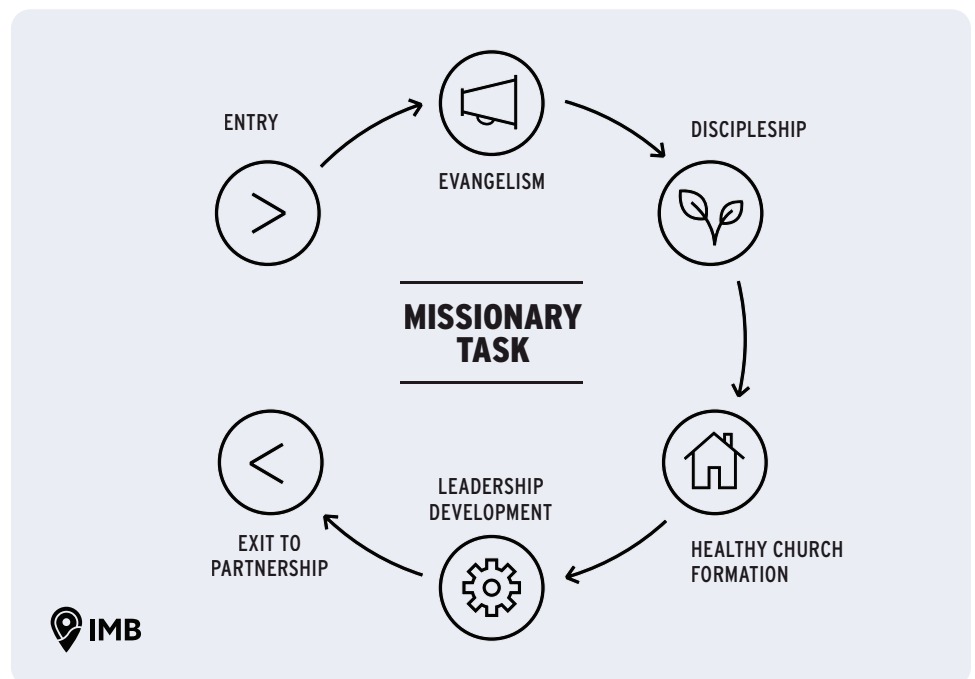 ENTRY
EVANGELISM
DISCIPLESHIP
MISSIONARY
TASK
HEALTHY CHURCH
FORMATION
LEADERSHIP
DEVELOPMENT
EXIT TO
PARTNERSHIP
IMB